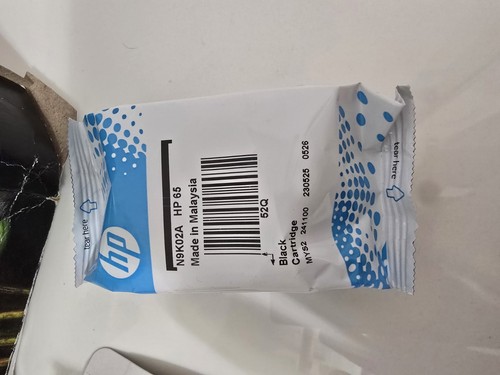 tear here
hp
N9K02A HP 65
Made In Malaysia
52Q
Black
Cartridge
MY52 241100 230525 0526
tear here